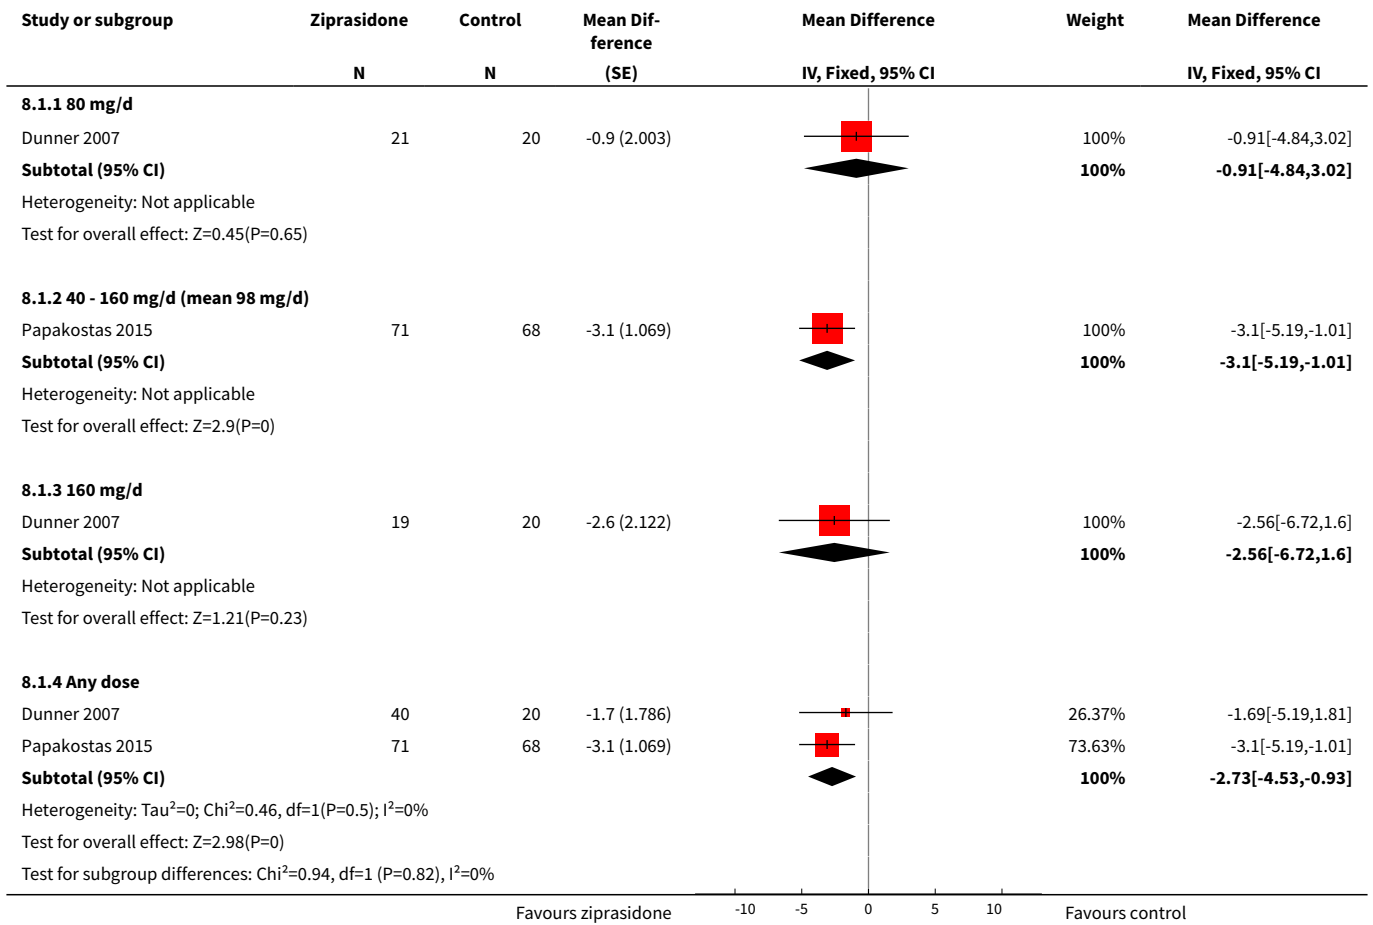 Study or subgroup Ziprasidone Control Mean Dif- Mean Difference Weight Mean Difference
ference
N N (SE) IV, Fixed, 95% CI IV, Fixed, 95% CI
8.1.1 80 mg/d
Dunner 2007 21 20 -0.9 (2.003) 100% -0.91[-4.84,3.02]
Subtotal (95% CI) 100% -0.91[-4.84,3.02]
Heterogeneity: Not applicable
Test for overall effect: Z=0.45(P=0.65)
8.1.2 40 - 160 mg/d (mean 98 mg/d)
Papakostas 2015 71 68 -3.1 (1.069) 100% -3.1[-5.19,-1.01]
Subtotal (95% CI) 100% -3.1[-5.19,-1.01]
Heterogeneity: Not applicable
Test for overall effect: Z=2.9(P=0)
8.1.3 160 mg/d
Dunner 2007 19 20 -2.6 (2.122) 100% -2.56[-6.72,1.6]
Subtotal (95% CI) 100% -2.56[-6.72,1.6]
Heterogeneity: Not applicable
Test for overall effect: Z=1.21(P=0.23)
8.1.4 Any dose
Dunner 2007 40 20 -1.7 (1.786) 26.37% -1.69[-5.19,1.81]
Papakostas 2015 71 68 -3.1 (1.069) 73.63% -3.1[-5.19,-1.01]
Subtotal (95% CI) 100% -2.73[-4.53,-0.93]
Heterogeneity: Tau²=0; Chi²=0.46, df=1(P=0.5); I²=0%
Test for overall effect: Z=2.98(P=0)
Test for subgroup differences: Chi²=0.94, df=1 (P=0.82), I²=0%
Favours ziprasidone -10 -5 0 5 10 Favours control